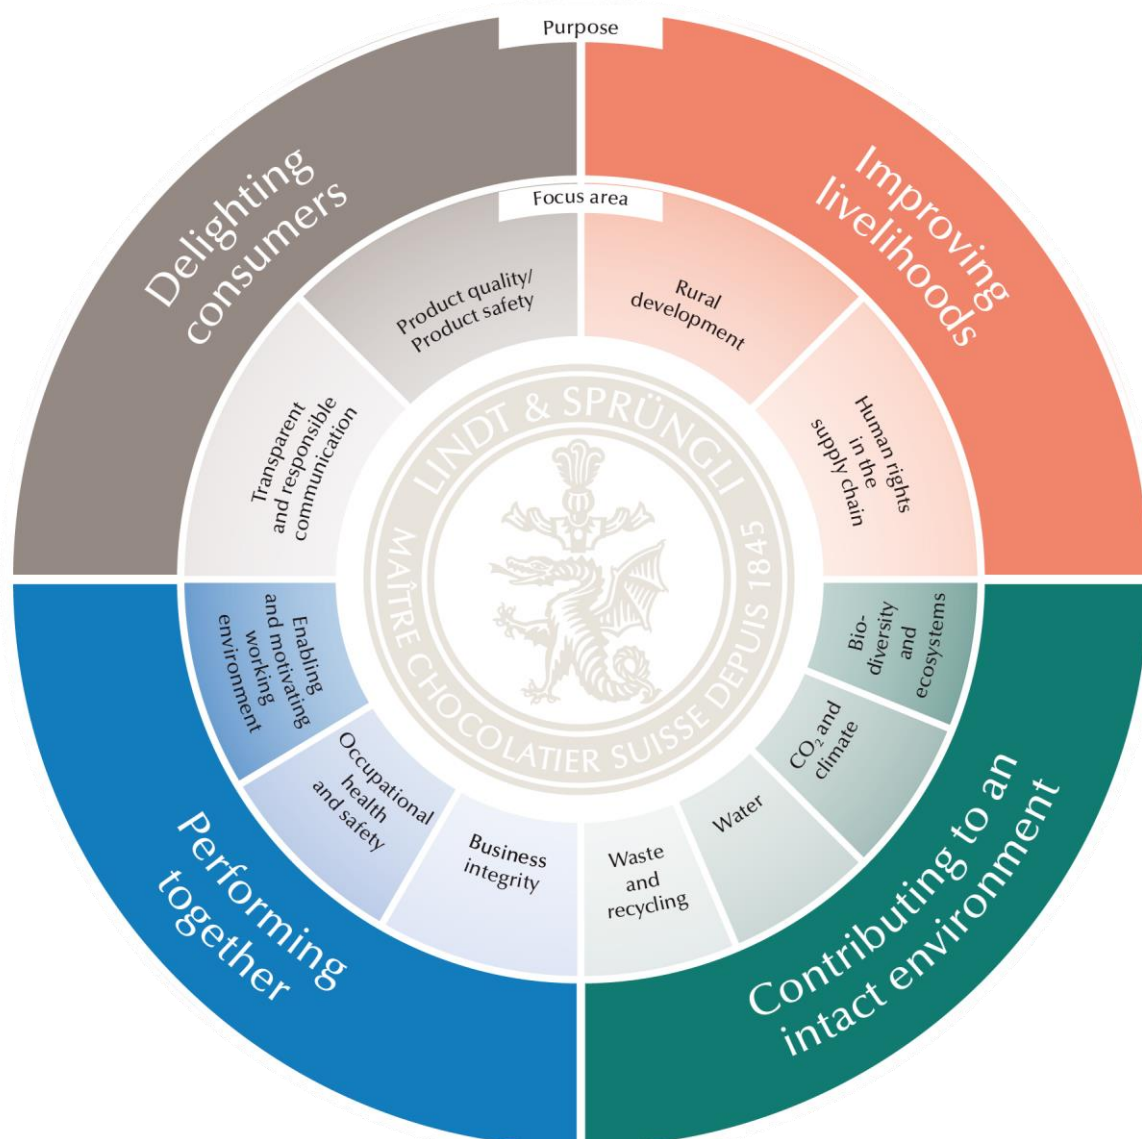 Purpose
Delighting
consumers
Improving
livelihoods
Focus area
Product quality/
Product safety
Rural
development
Transparent
and responsible
communication
Human rights
in the
supply chain
LINDT & SPRÜNGLI
MAÎTRE CHOCOLATIER SUISSE DEPUIS 1845
Enabling
and motivating
working
environment
Bio-
diversity
and
ecosystems
Occupational
health
and safety
CO₂ and
climate
Business
integrity
Water
Waste
and
recycling
Performing
together
Contributing to an
intact environment